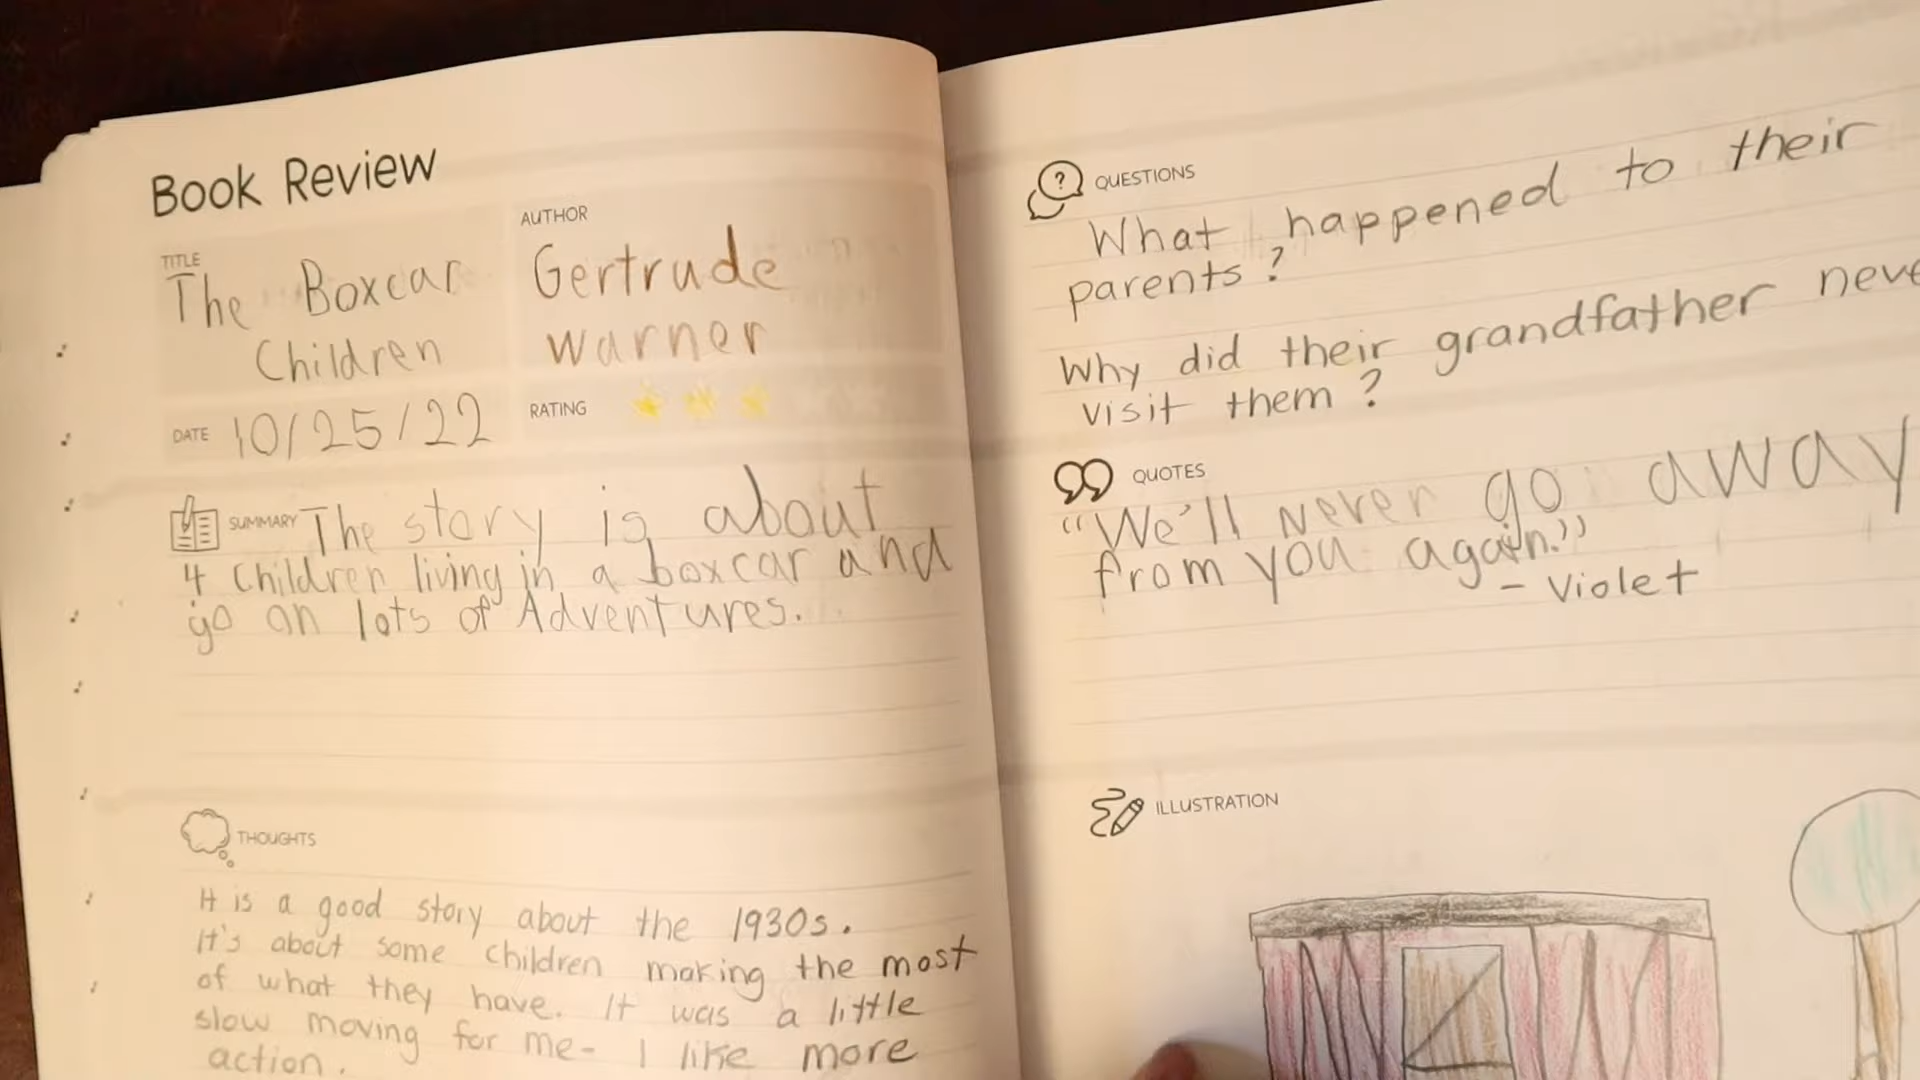 Book Review
TITLE
The Boxcar
Children
AUTHOR
Gertrude
Warner
DATE 10/25/22
RATING
SUMMARY The story is about
4 Children living in a boxcar and
go on lots of Adventures.
THOUGHTS
It is a good story about the 1930s.
It's about some children making the most
of what they have. It was a little
slow moving for me- I like more
action.
QUESTIONS
What happened to their
parents?
Why did their grandfather neve
visit them?
QUOTES
"We'll never go away
from you again."
- Violet
ILLUSTRATION